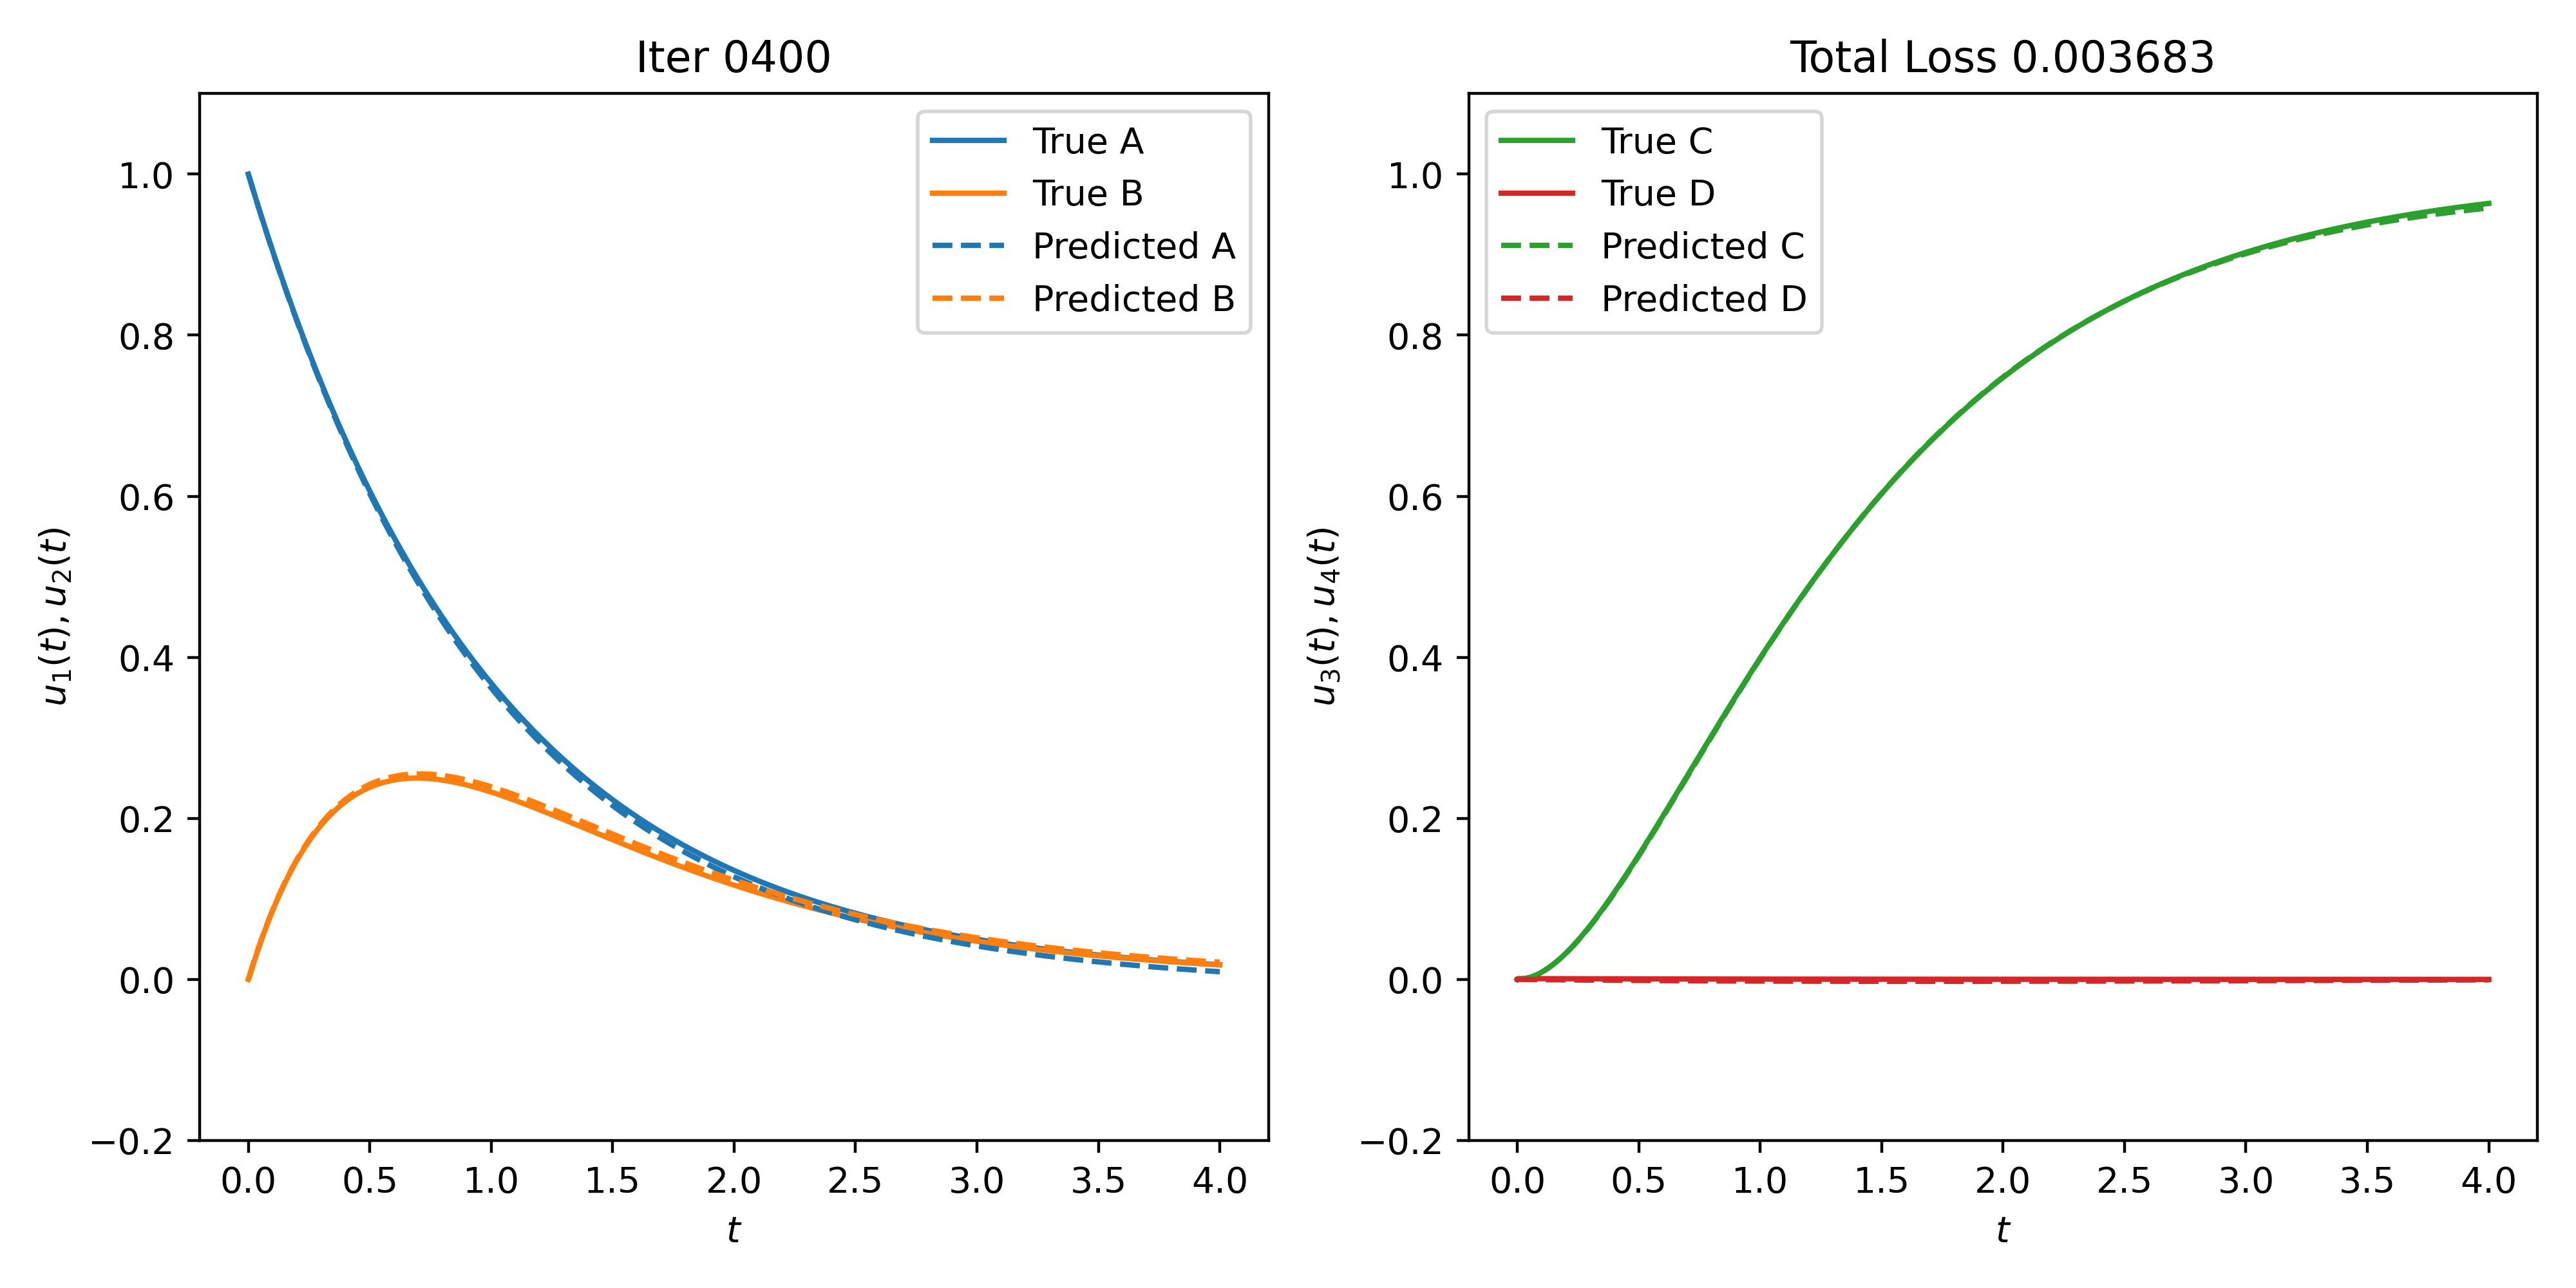 Iter 0400
u₁(t), u₂(t)
1.0
0.8
0.6
0.4
0.2
0.0
−0.2
0.0 0.5 1.0 1.5 2.0 2.5 3.0 3.5 4.0
t
True A
True B
Predicted A
Predicted B
Total Loss 0.003683
u₃(t), u₄(t)
1.0
0.8
0.6
0.4
0.2
0.0
−0.2
0.0 0.5 1.0 1.5 2.0 2.5 3.0 3.5 4.0
t
True C
True D
Predicted C
Predicted D